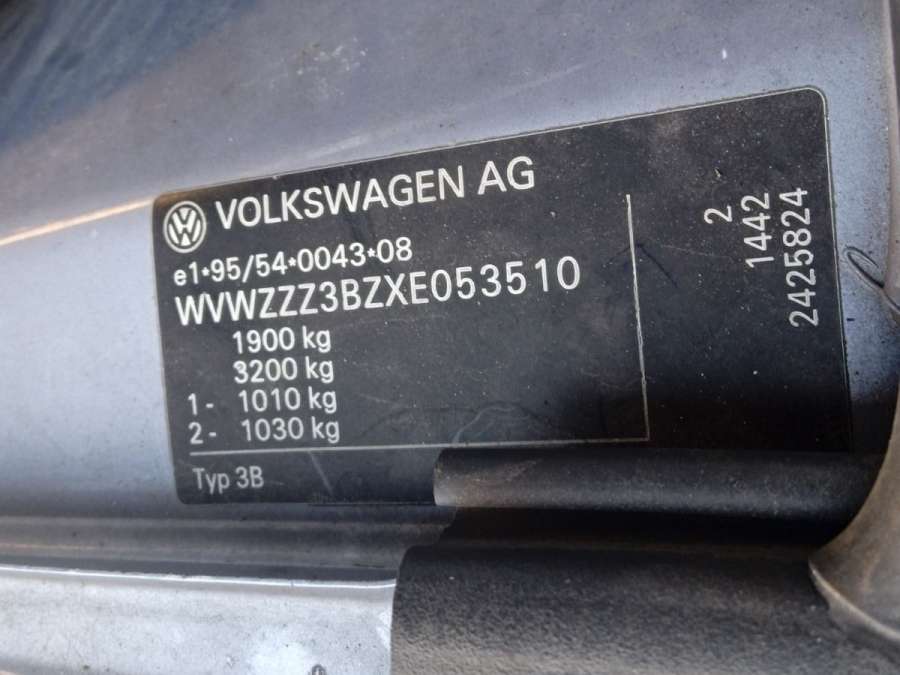 VOLKSWAGEN AG
e1*95/54*0043*08
WVWZZZ3BZXE053510
1900 kg
3200 kg
1- 1010 kg
2- 1030 kg
Typ 3B
2
1442
2425824